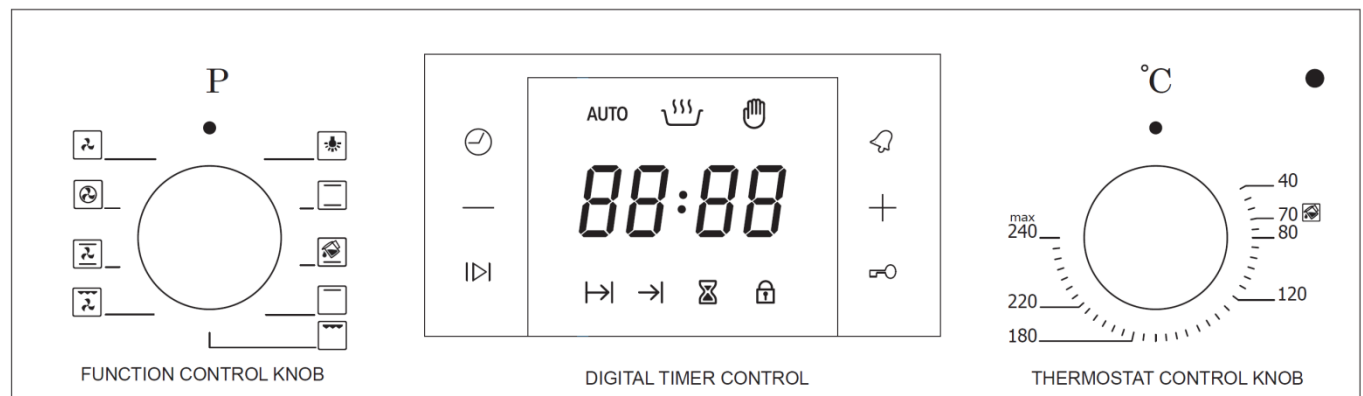 P
AUTO
88:88
°C
40
70
80
120
180
220
max
240
FUNCTION CONTROL KNOB
DIGITAL TIMER CONTROL
THERMOSTAT CONTROL KNOB